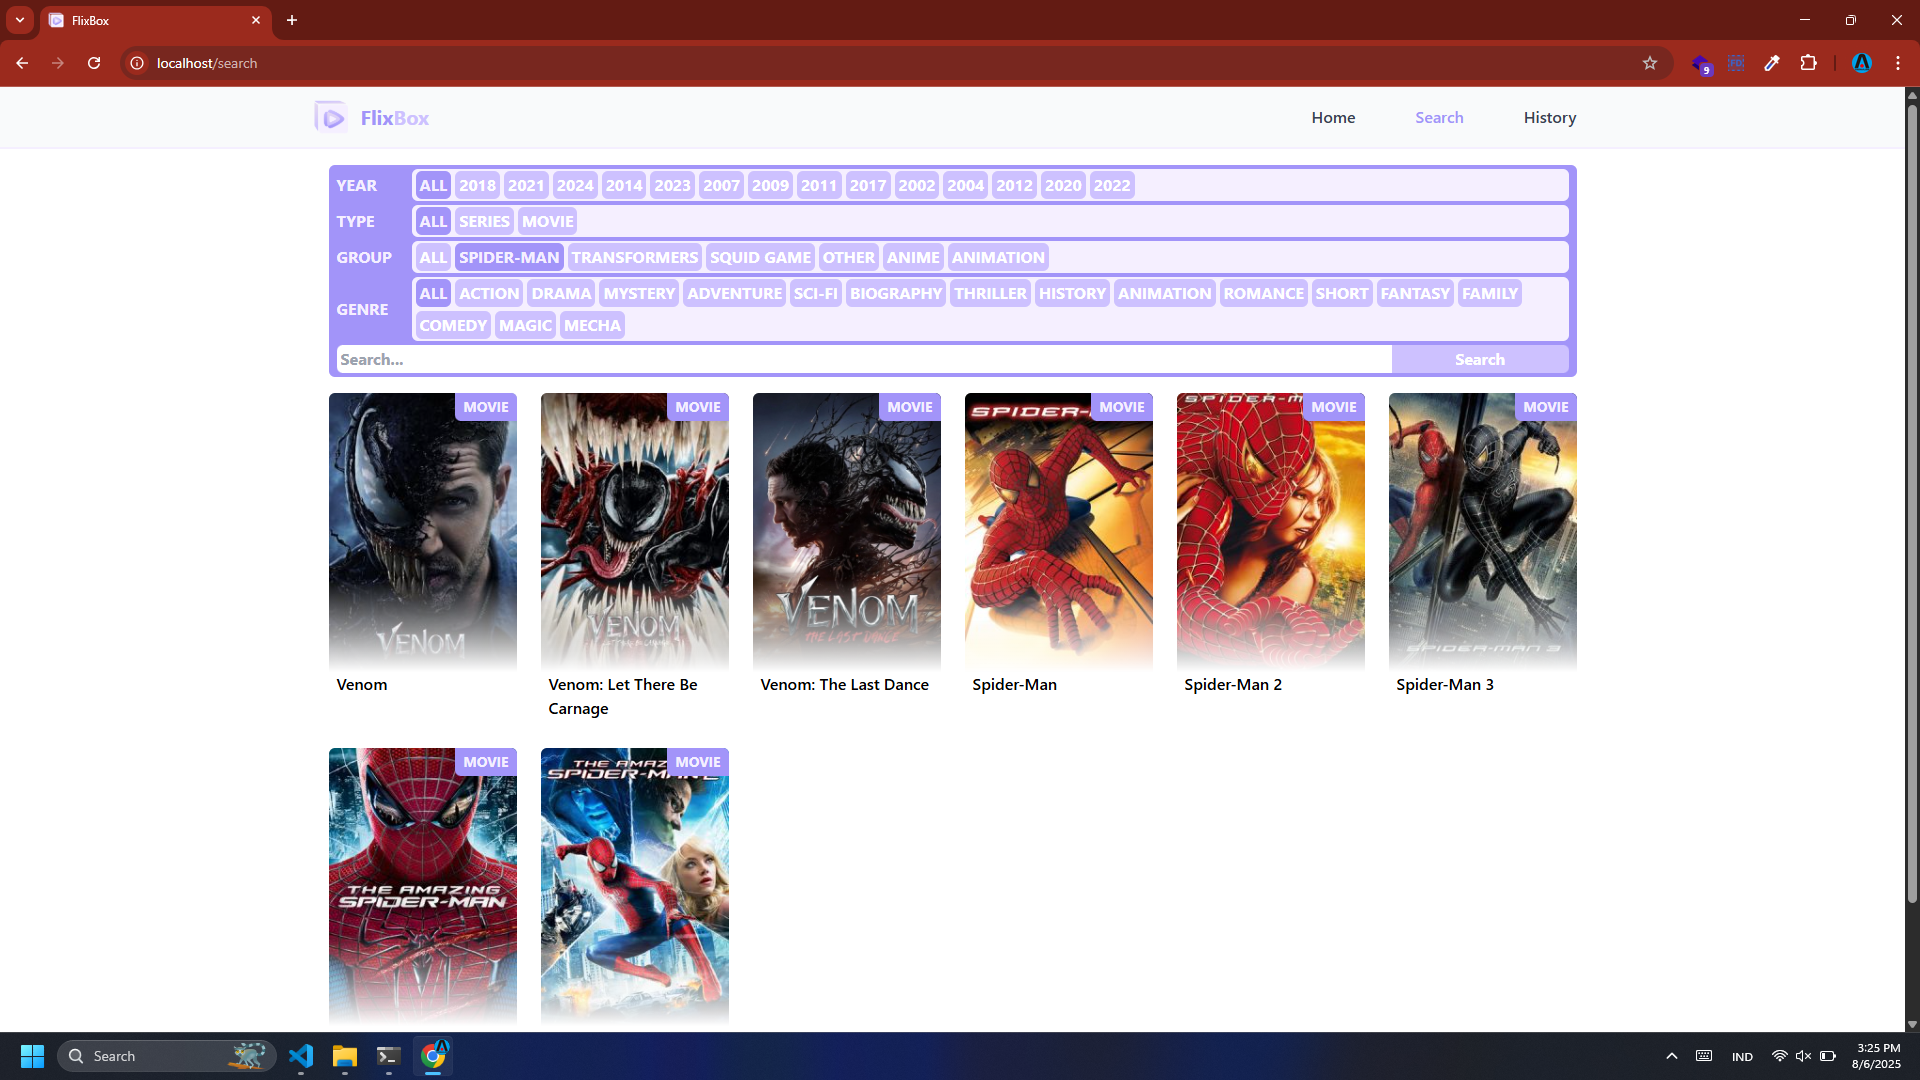 FlixBox
localhost/search
9
FlixBox
Home
Search
History
YEAR
ALL 2018 2021 2024 2014 2023 2007 2009 2011 2017 2002 2004 2012 2020 2022
TYPE
ALL SERIES MOVIE
GROUP
ALL SPIDER-MAN TRANSFORMERS SQUID GAME OTHER ANIME ANIMATION
GENRE
ALL ACTION DRAMA MYSTERY ADVENTURE SCI-FI BIOGRAPHY THRILLER HISTORY ANIMATION ROMANCE SHORT FANTASY FAMILY
COMEDY MAGIC MECHA
Search...
Search
MOVIE
VENOM
Venom
MOVIE
VENOM
Venom: Let There Be
Carnage
MOVIE
VENOM
THE LAST DANCE
Venom: The Last Dance
MOVIE
SPIDER-
Spider-Man
MOVIE
SPIDER-M
Spider-Man 2
MOVIE
SPIDER-MAN 3
Spider-Man 3
MOVIE
THE AMAZING
SPIDER-MAN
MOVIE
THE AMAZ
SPIDER-MAN 2
Search
IND
3:25 PM
8/6/2025